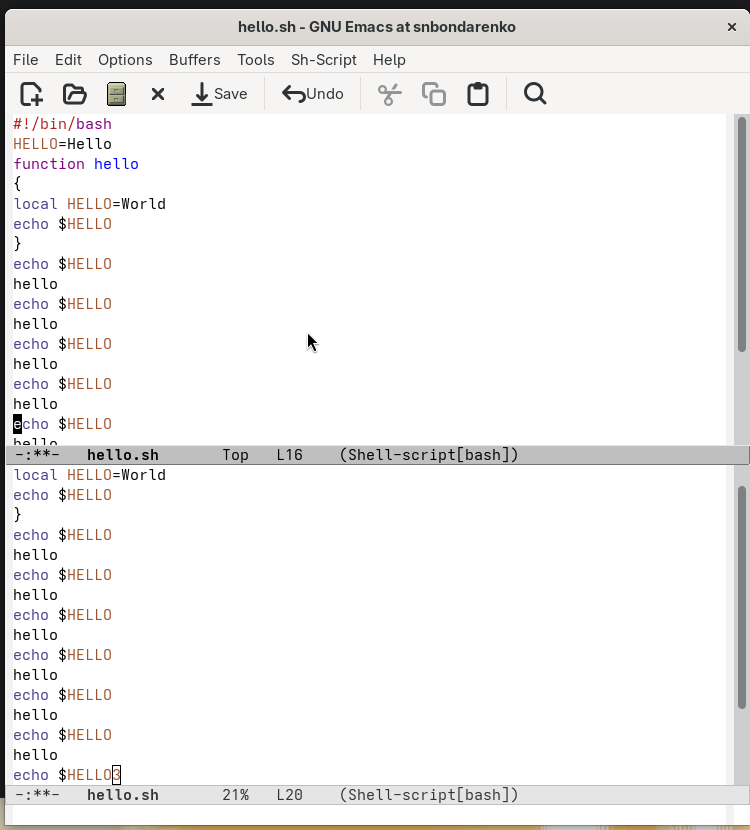 hello.sh - GNU Emacs at snbondarenko
File Edit Options Buffers Tools Sh-Script Help
Save Undo
#!/bin/bash
HELLO=Hello
function hello
{
local HELLO=World
echo $HELLO
}
echo $HELLO
hello
echo $HELLO
hello
echo $HELLO
hello
echo $HELLO
hello
echo $HELLO
hello
-:**- hello.sh Top L16 (Shell-script[bash])
local HELLO=World
echo $HELLO
}
echo $HELLO
hello
echo $HELLO
hello
echo $HELLO
hello
echo $HELLO
hello
echo $HELLO
hello
echo $HELLO
hello
echo $HELLO3
-:**- hello.sh 21% L20 (Shell-script[bash])